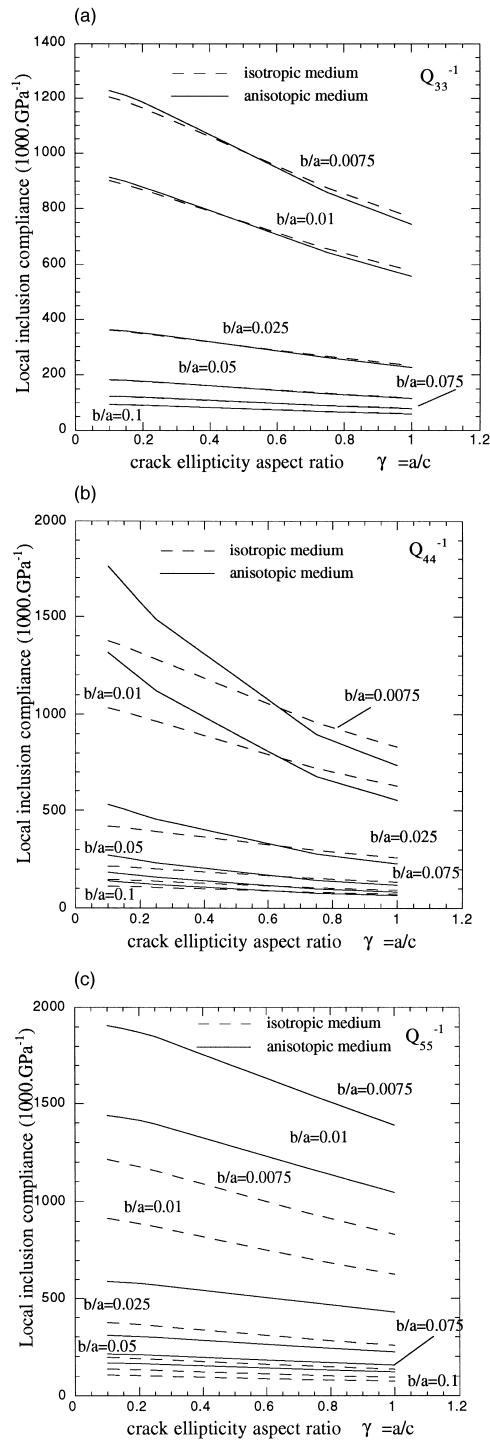 (a)
1400
isotropic medium
anisotopic medium
Q33-1
1200
b/a=0.0075
1000
b/a=0.01
800
600
400
b/a=0.025
b/a=0.05
200
b/a=0.075
b/a=0.1
0
0 0.2 0.4 0.6 0.8 1 1.2
Local inclusion compliance (1000.GPa-1)
crack ellipticity aspect ratio γ =a/c
(b)
2000
isotropic medium
anisotopic medium
Q44-1
1500
b/a=0.01
b/a=0.0075
1000
500
b/a=0.025
b/a=0.05
b/a=0.075
b/a=0.1
0
0 0.2 0.4 0.6 0.8 1 1.2
Local inclusion compliance (1000.GPa-1)
crack ellipticity aspect ratio γ =a/c
(c)
2000
isotropic medium
anisotopic medium
Q55-1
b/a=0.0075
1500
b/a=0.01
b/a=0.0075
b/a=0.01
1000
500
b/a=0.025
b/a=0.075
b/a=0.05
b/a=0.1
0
0 0.2 0.4 0.6 0.8 1 1.2
Local inclusion compliance (1000.GPa-1)
crack ellipticity aspect ratio γ =a/c